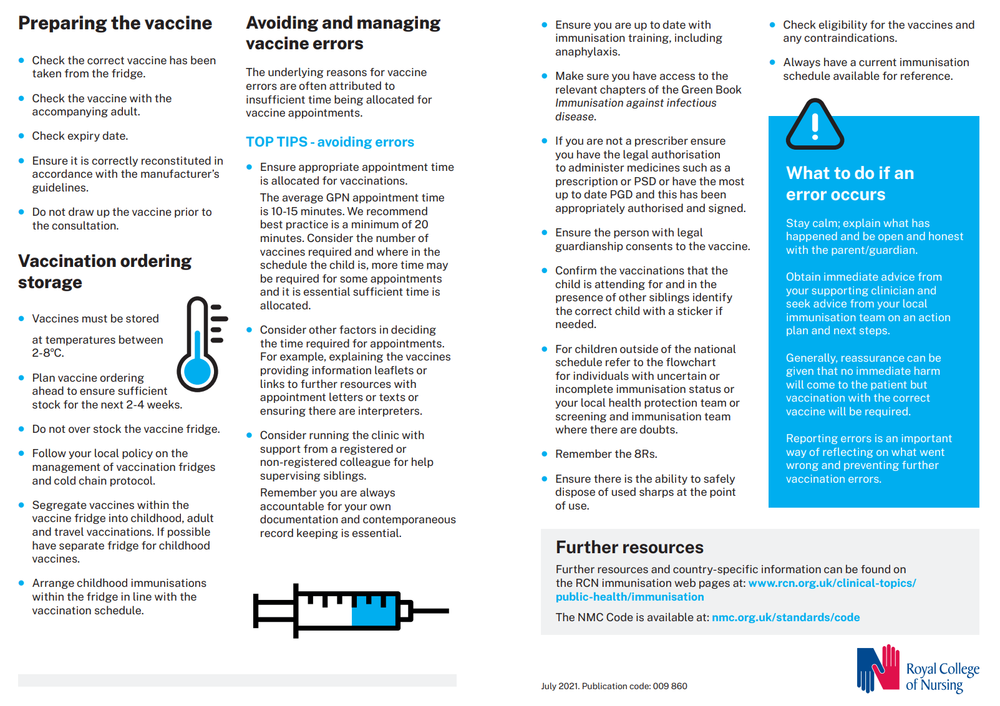 Preparing the vaccine
Check the correct vaccine has been
taken from the fridge.
Check the vaccine with the
accompanying adult.
Check expiry date.
Ensure it is correctly reconstituted in
accordance with the manufacturer's
guidelines.
Do not draw up the vaccine prior to
the consultation.
Vaccination ordering
storage
Vaccines must be stored
at temperatures between
2-8ºC.
Plan vaccine ordering
ahead to ensure sufficient
stock for the next 2-4 weeks.
Do not over stock the vaccine fridge.
Follow your local policy on the
management of vaccination fridges
and cold chain protocol.
Segregate vaccines within the
vaccine fridge into childhood, adult
and travel vaccinations. If possible
have separate fridge for childhood
vaccines.
Arrange childhood immunisations
within the fridge in line with the
vaccination schedule.
Avoiding and managing
vaccine errors
The underlying reasons for vaccine
errors are often attributed to
insufficient time being allocated for
vaccine appointments.
TOP TIPS - avoiding errors
Ensure appropriate appointment time
is allocated for vaccinations.
The average GPN appointment time
is 10-15 minutes. We recommend
best practice is a minimum of 20
minutes. Consider the number of
vaccines required and where in the
schedule the child is, more time may
be required for some appointments
and it is essential sufficient time is
allocated.
Consider other factors in deciding
the time required for appointments.
For example, explaining the vaccines
providing information leaflets or
links to further resources with
appointment letters or texts or
ensuring there are interpreters.
Consider running the clinic with
support from a registered or
non-registered colleague for help
supervising siblings.
Remember you are always
accountable for your own
documentation and contemporaneous
record keeping is essential.
Ensure you are up to date with
immunisation training, including
anaphylaxis.
Make sure you have access to the
relevant chapters of the Green Book
Immunisation against infectious
disease.
If you are not a prescriber ensure
you have the legal authorisation
to administer medicines such as a
prescription or PSD or have the most
up to date PGD and this has been
appropriately authorised and signed.
Ensure the person with legal
guardianship consents to the vaccine.
Confirm the vaccinations that the
child is attending for and in the
presence of other siblings identify
the correct child with a sticker if
needed.
For children outside of the national
schedule refer to the flowchart
for individuals with uncertain or
incomplete immunisation status or
your local health protection team or
screening and immunisation team
where there are doubts.
Remember the 8Rs.
Ensure there is the ability to safely
dispose of used sharps at the point
of use.
Check eligibility for the vaccines and
any contraindications.
Always have a current immunisation
schedule available for reference.
What to do if an
error occurs
Stay calm; explain what has
happened and be open and honest
with the parent/guardian.
Obtain immediate advice from
your supporting clinician and
seek advice from your local
immunisation team on an action
plan and next steps.
Generally, reassurance can be
given that no immediate harm
will come to the patient but
vaccination with the correct
vaccine will be required.
Reporting errors is an important
way of reflecting on what went
wrong and preventing further
vaccination errors.
Further resources
Further resources and country-specific information can be found on
the RCN immunisation web pages at: www.rcn.org.uk/clinical-topics/
public-health/immunisation
The NMC Code is available at: nmc.org.uk/standards/code
July 2021. Publication code: 009 860
Royal College
of Nursing